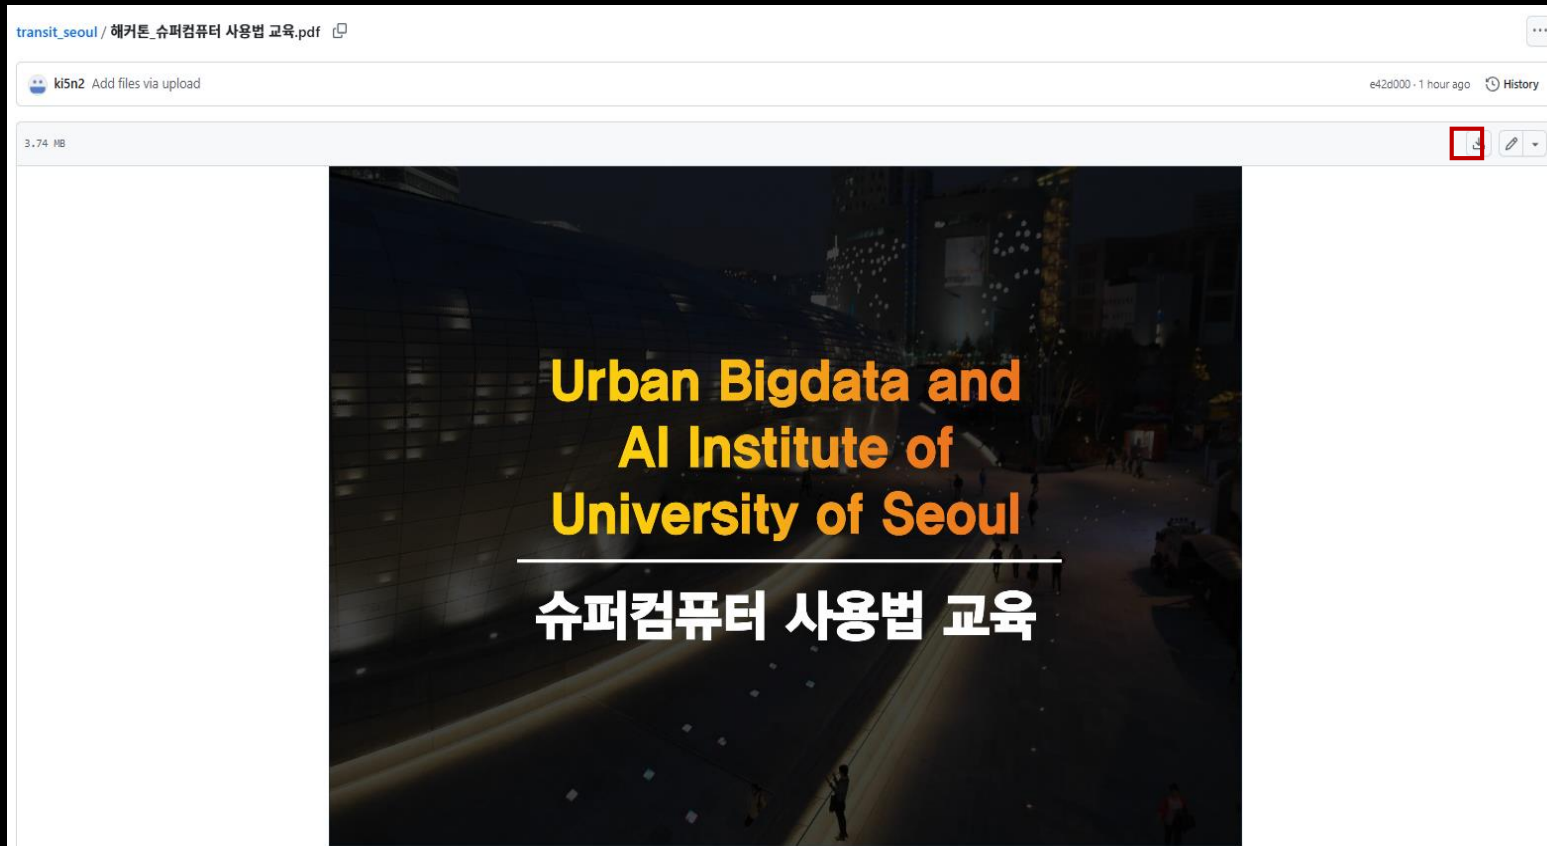 transit_seoul / 해커톤_슈퍼컴퓨터 사용법 교육.pdf
ki5n2 Add files via upload
e42d000 · 1 hour ago History
3.74 MB
Urban Bigdata and
AI Institute of
University of Seoul
슈퍼컴퓨터 사용법 교육